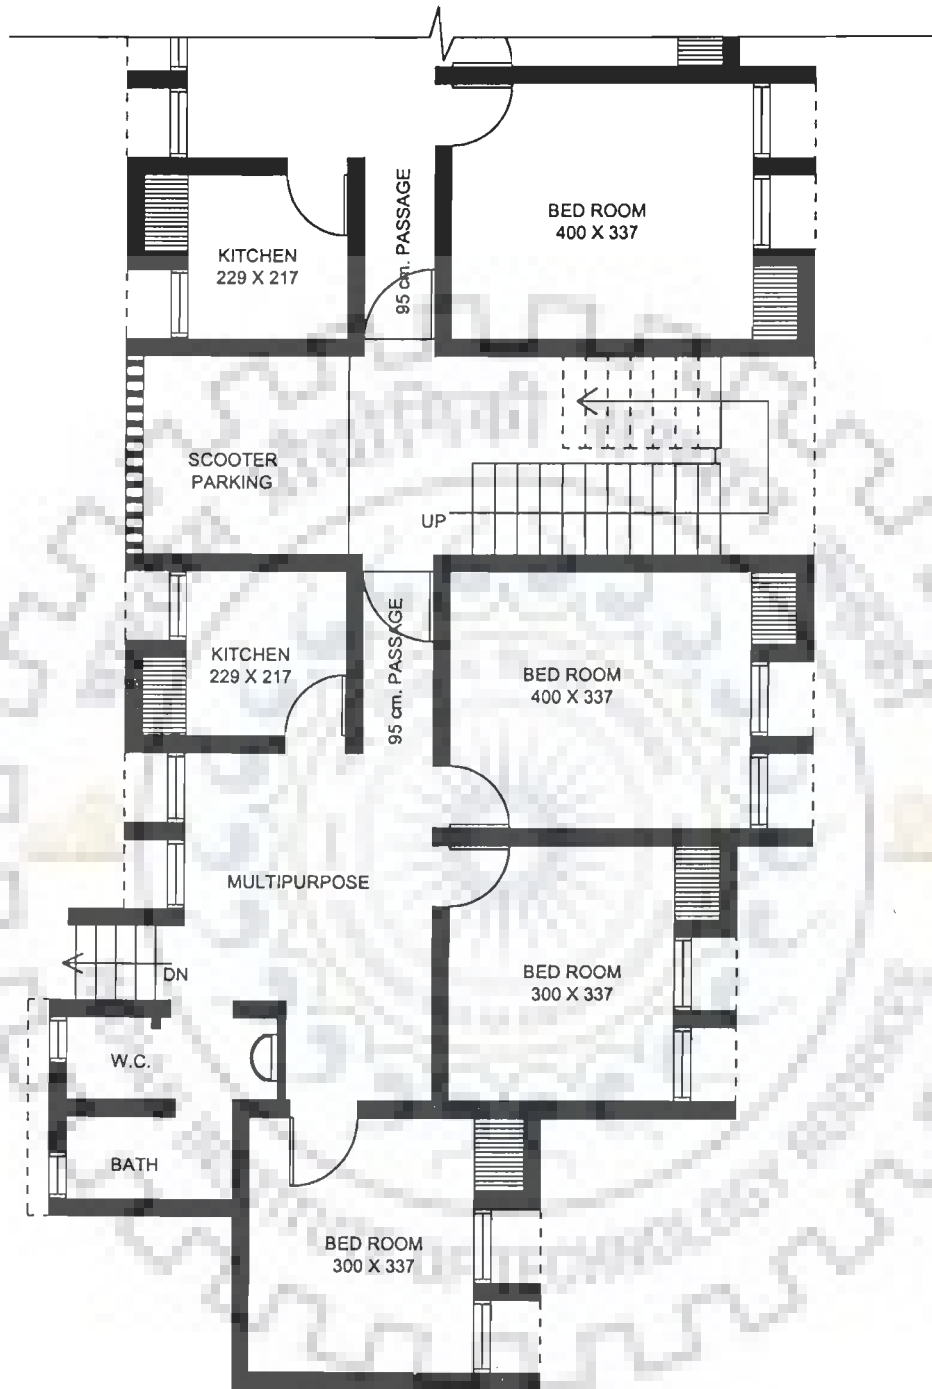 BED ROOM
400 X 337
95 cm. PASSAGE
KITCHEN
229 X 217
SCOOTER
PARKING
UP
95 cm. PASSAGE
KITCHEN
229 X 217
BED ROOM
400 X 337
MULTIPURPOSE
DN
BED ROOM
300 X 337
W.C.
BATH
BED ROOM
300 X 337